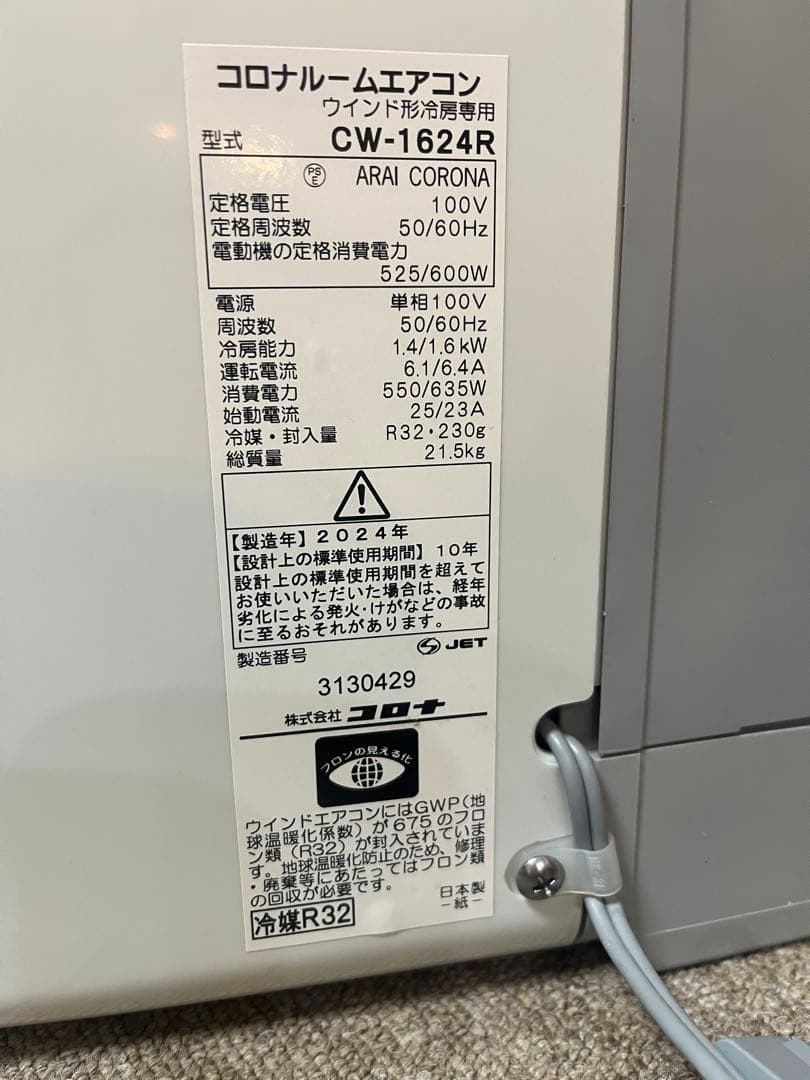 コロナルームエアコン
ウインド形冷房専用
型式 CW-1624R
PSE ARAI CORONA
定格電圧 100V
定格周波数 50/60Hz
電動機の定格消費電力
525/600W
電源 単相100V
周波数 50/60Hz
冷房能力 1.4/1.6kW
運転電流 6.1/6.4A
消費電力 550/635W
始動電流 25/23A
冷媒・封入量 R32・230g
総質量 21.5kg
【製造年】2024年
【設計上の標準使用期間】10年
設計上の標準使用期間を超えて
お使いいただいた場合は、経年
劣化による発火・けがなどの事故
に至るおそれがあります。
JET
製造番号
3130429
株式会社 コロナ
フロンの見える化
ウインドエアコンにはGWP(地
球温暖化係数)が675のフロ
ン類(R32)が封入されていま
す。地球温暖化防止のため、修理
・廃棄等にあたってはフロン類
の回収が必要です。
日本製
冷媒R32
-紙-